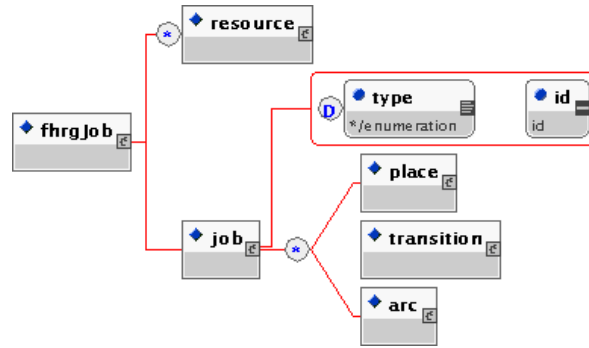 resource
*
type
id
D
*/enumeration
id
fhrgJob
place
job
*
transition
arc